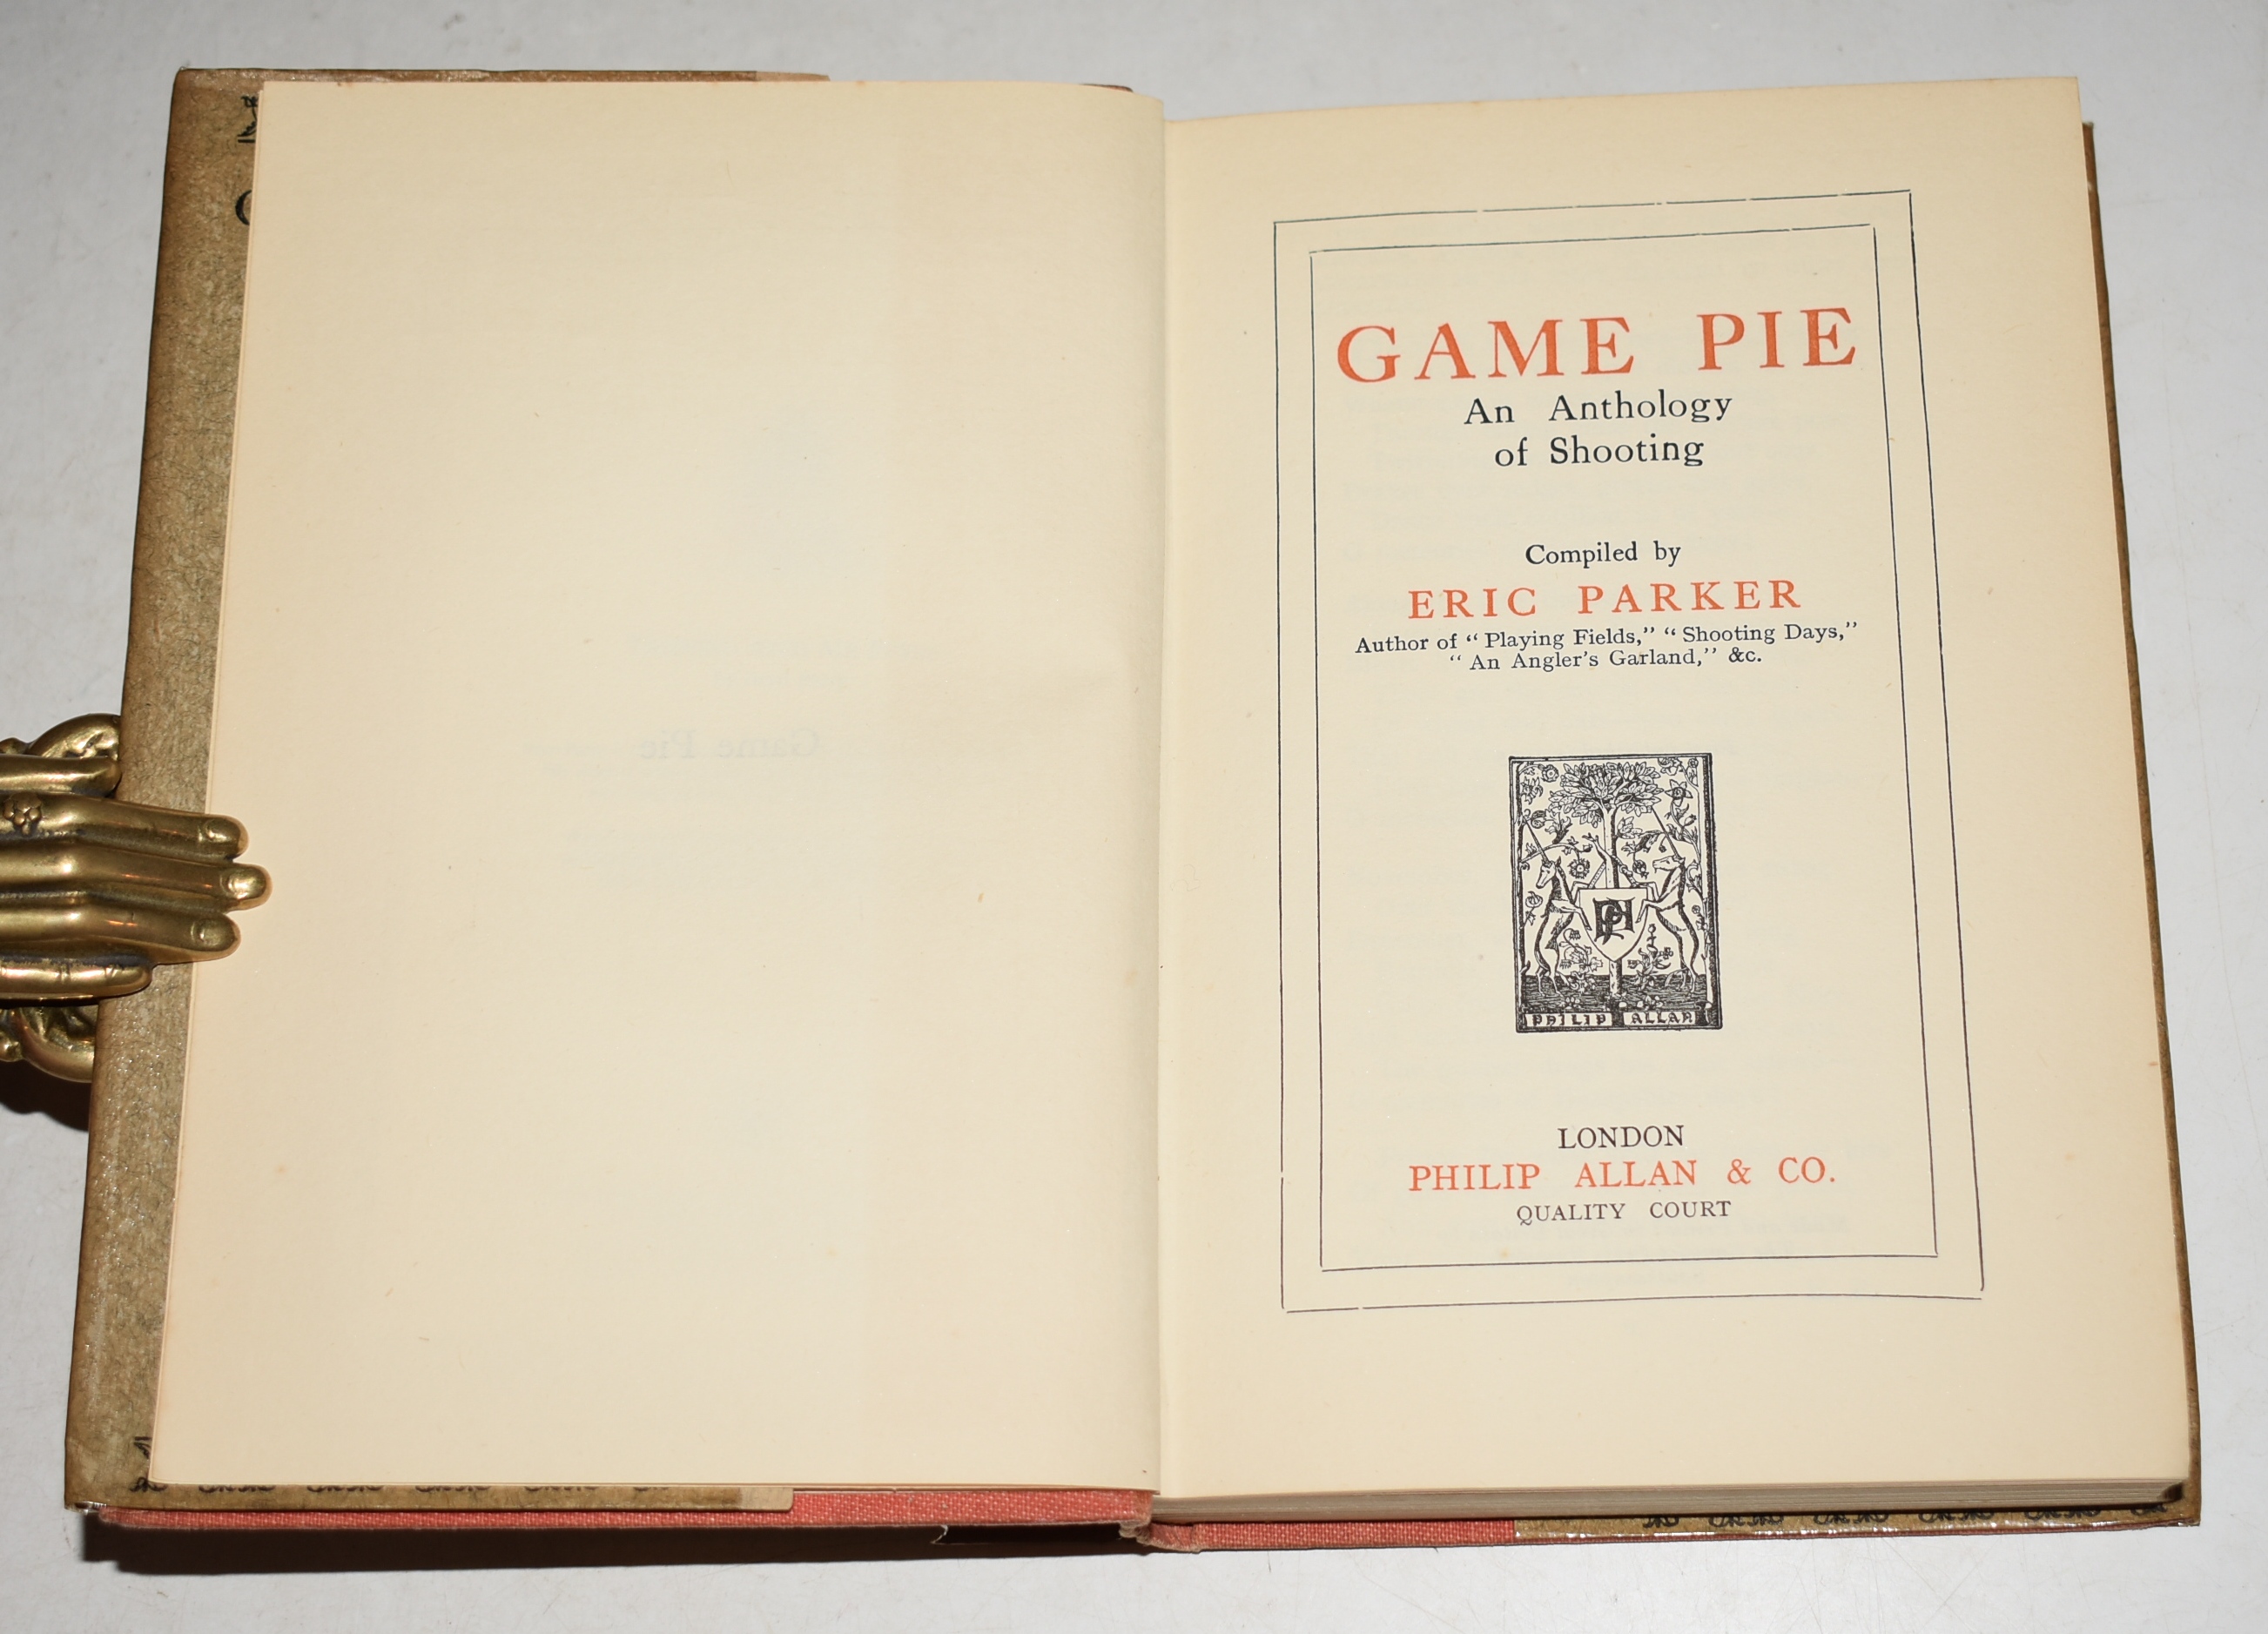 Game Pie
GAME PIE
An Anthology
of Shooting
Compiled by
ERIC PARKER
Author of “Playing Fields,” “Shooting Days,”
“An Angler's Garland,” &c.
PHILIP ALLAN
LONDON
PHILIP ALLAN & CO.
QUALITY COURT